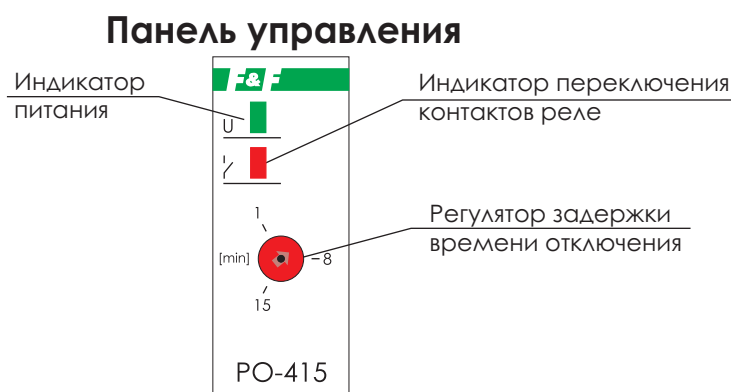 Панель управления
Индикатор
питания
F&F
Индикатор переключения
контактов реле
U
Регулятор задержки
времени отключения
1
[min]
8
15
PO-415